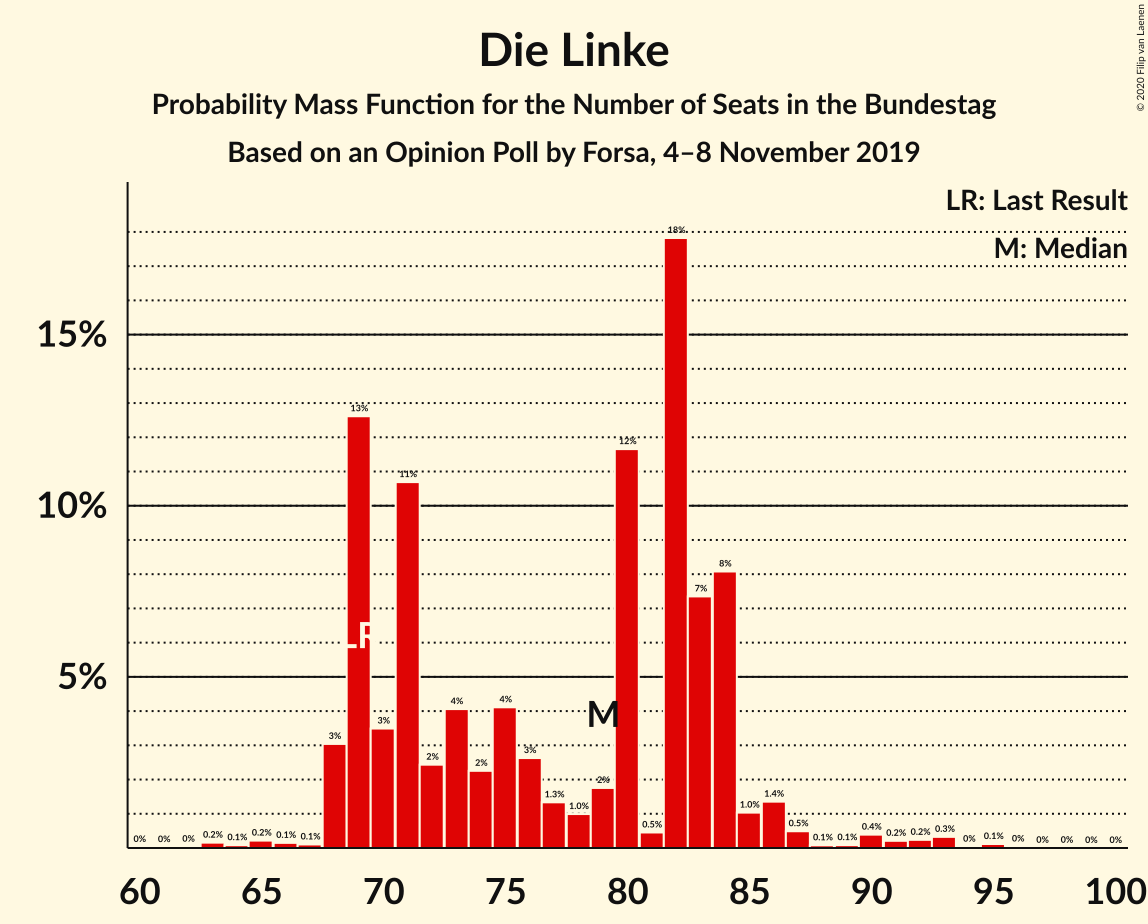 © 2020 Filip van Laenen
Die Linke
Probability Mass Function for the Number of Seats in the Bundestag
Based on an Opinion Poll by Forsa, 4–8 November 2019
LR: Last Result
M: Median
15%
10%
5%
0% 0% 0% 0.2% 0.1% 0.2% 0.1% 0.1% 3% 13% 3% 11% 2% 4% 2% 4% 3% 1.3% 1.0% 2% 12% 0.5% 18% 7% 8% 1.0% 1.4% 0.5% 0.1% 0.1% 0.4% 0.2% 0.2% 0.3% 0% 0.1% 0% 0% 0% 0% 0%
LR
M
60 65 70 75 80 85 90 95 100